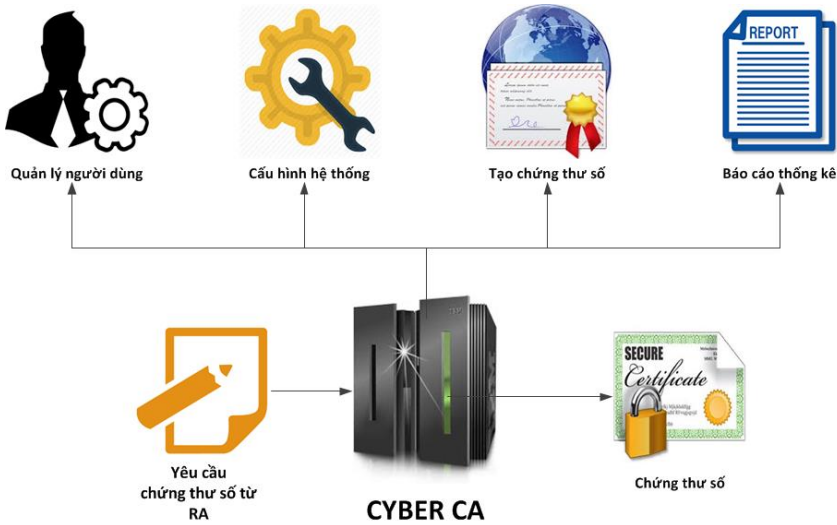 REPORT
Quản lý người dùng
Cấu hình hệ thống
Tạo chứng thư số
Báo cáo thống kê
SECURE
Certificate
Yêu cầu
chứng thư số từ
RA
CYBER CA
Chứng thư số